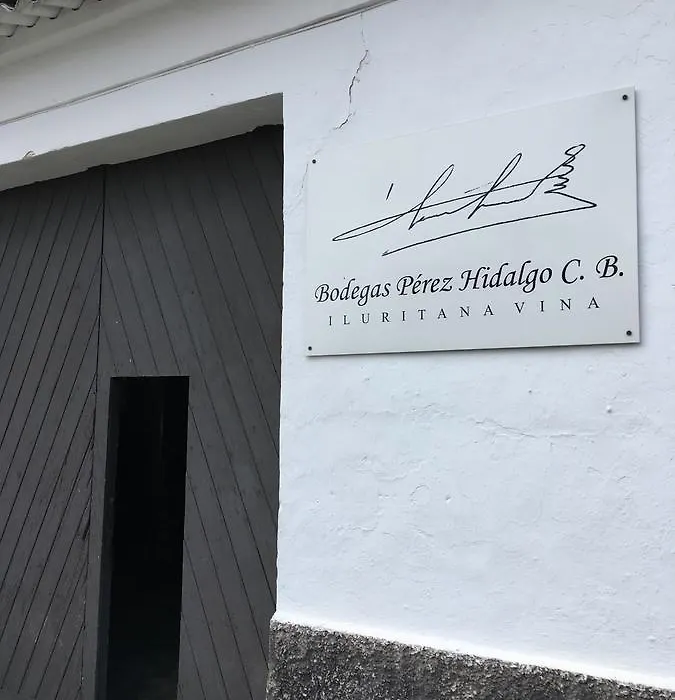 Bodegas Pérez Hidalgo C. B.
ILURITANA VINA